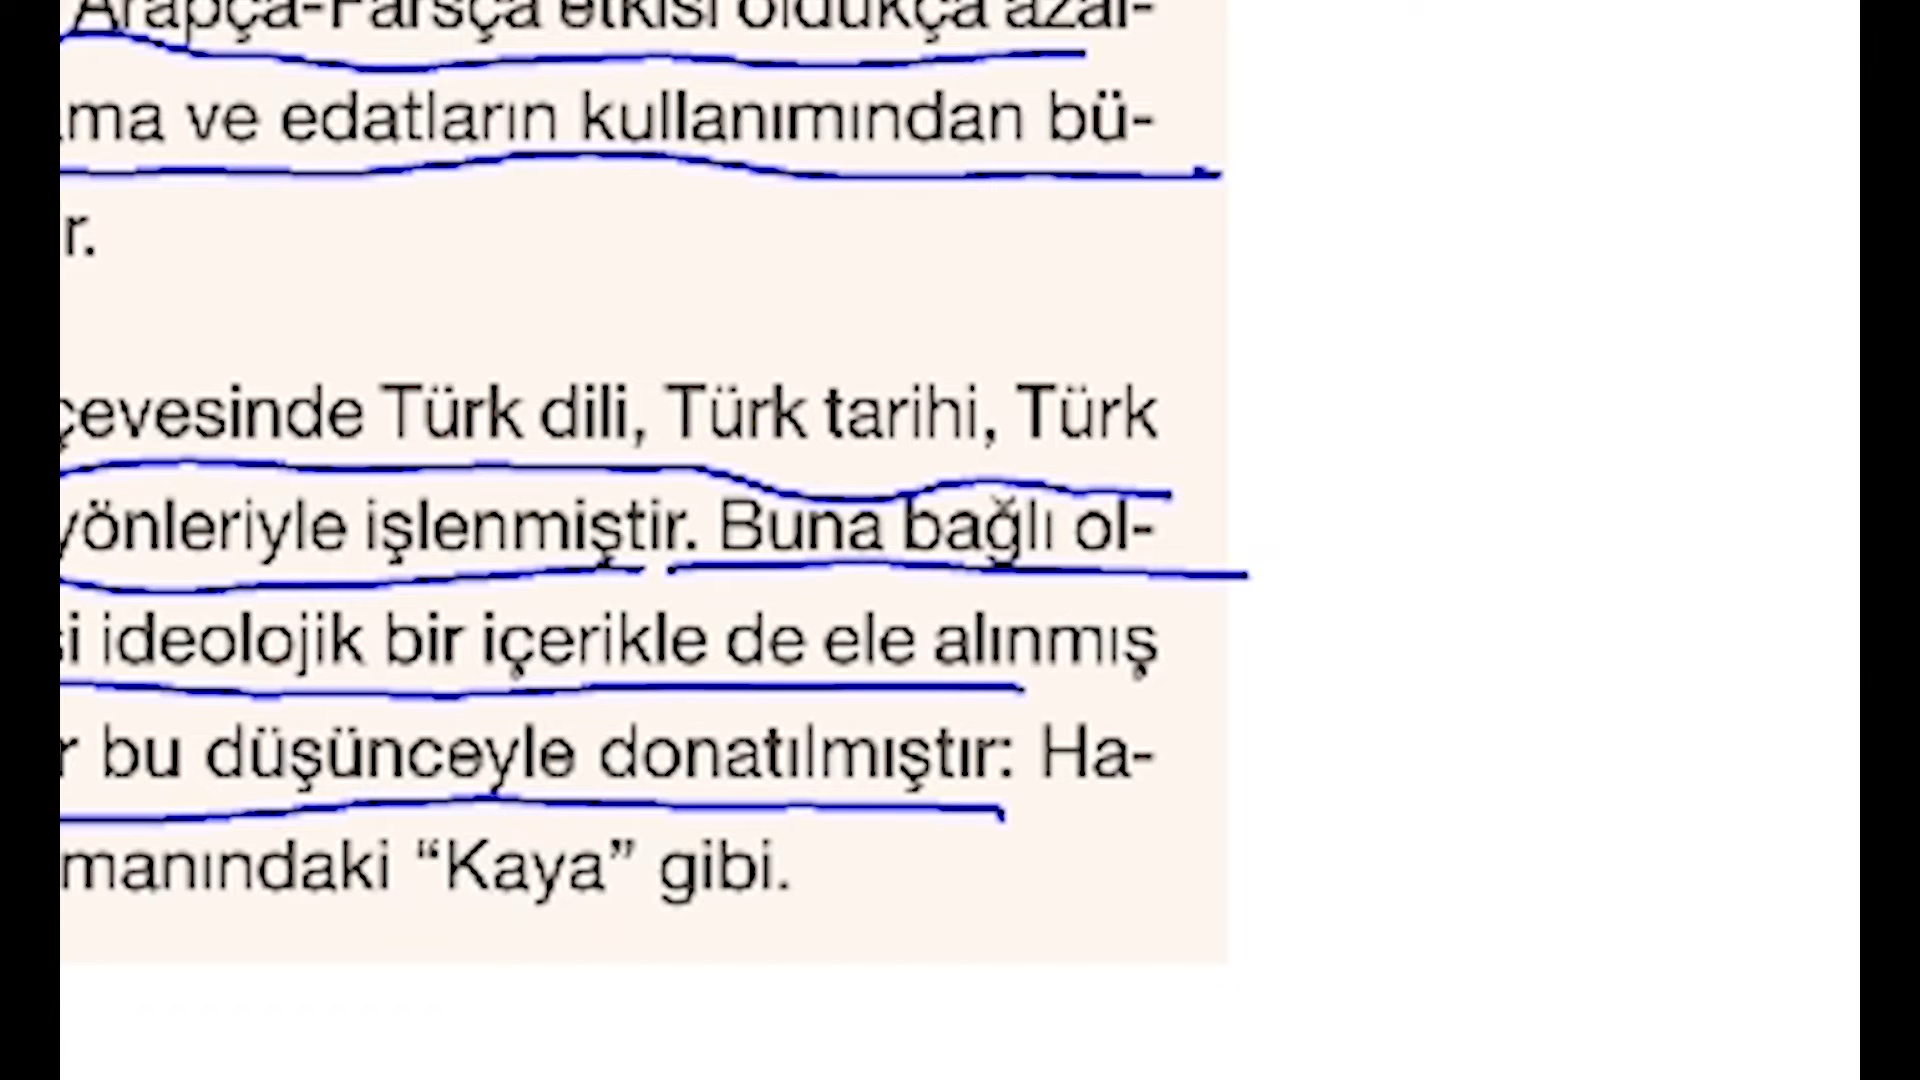 Arapça-Farsça etkisi oldukça azal-
ma ve edatların kullanımından bü-
r.
çevesinde Türk dili, Türk tarihi, Türk
yönleriyle işlenmiştir. Buna bağlı ol-
si ideolojik bir içerikle de ele alınmış
r bu düşünceyle donatılmıştır: Ha-
manındaki “Kaya” gibi.